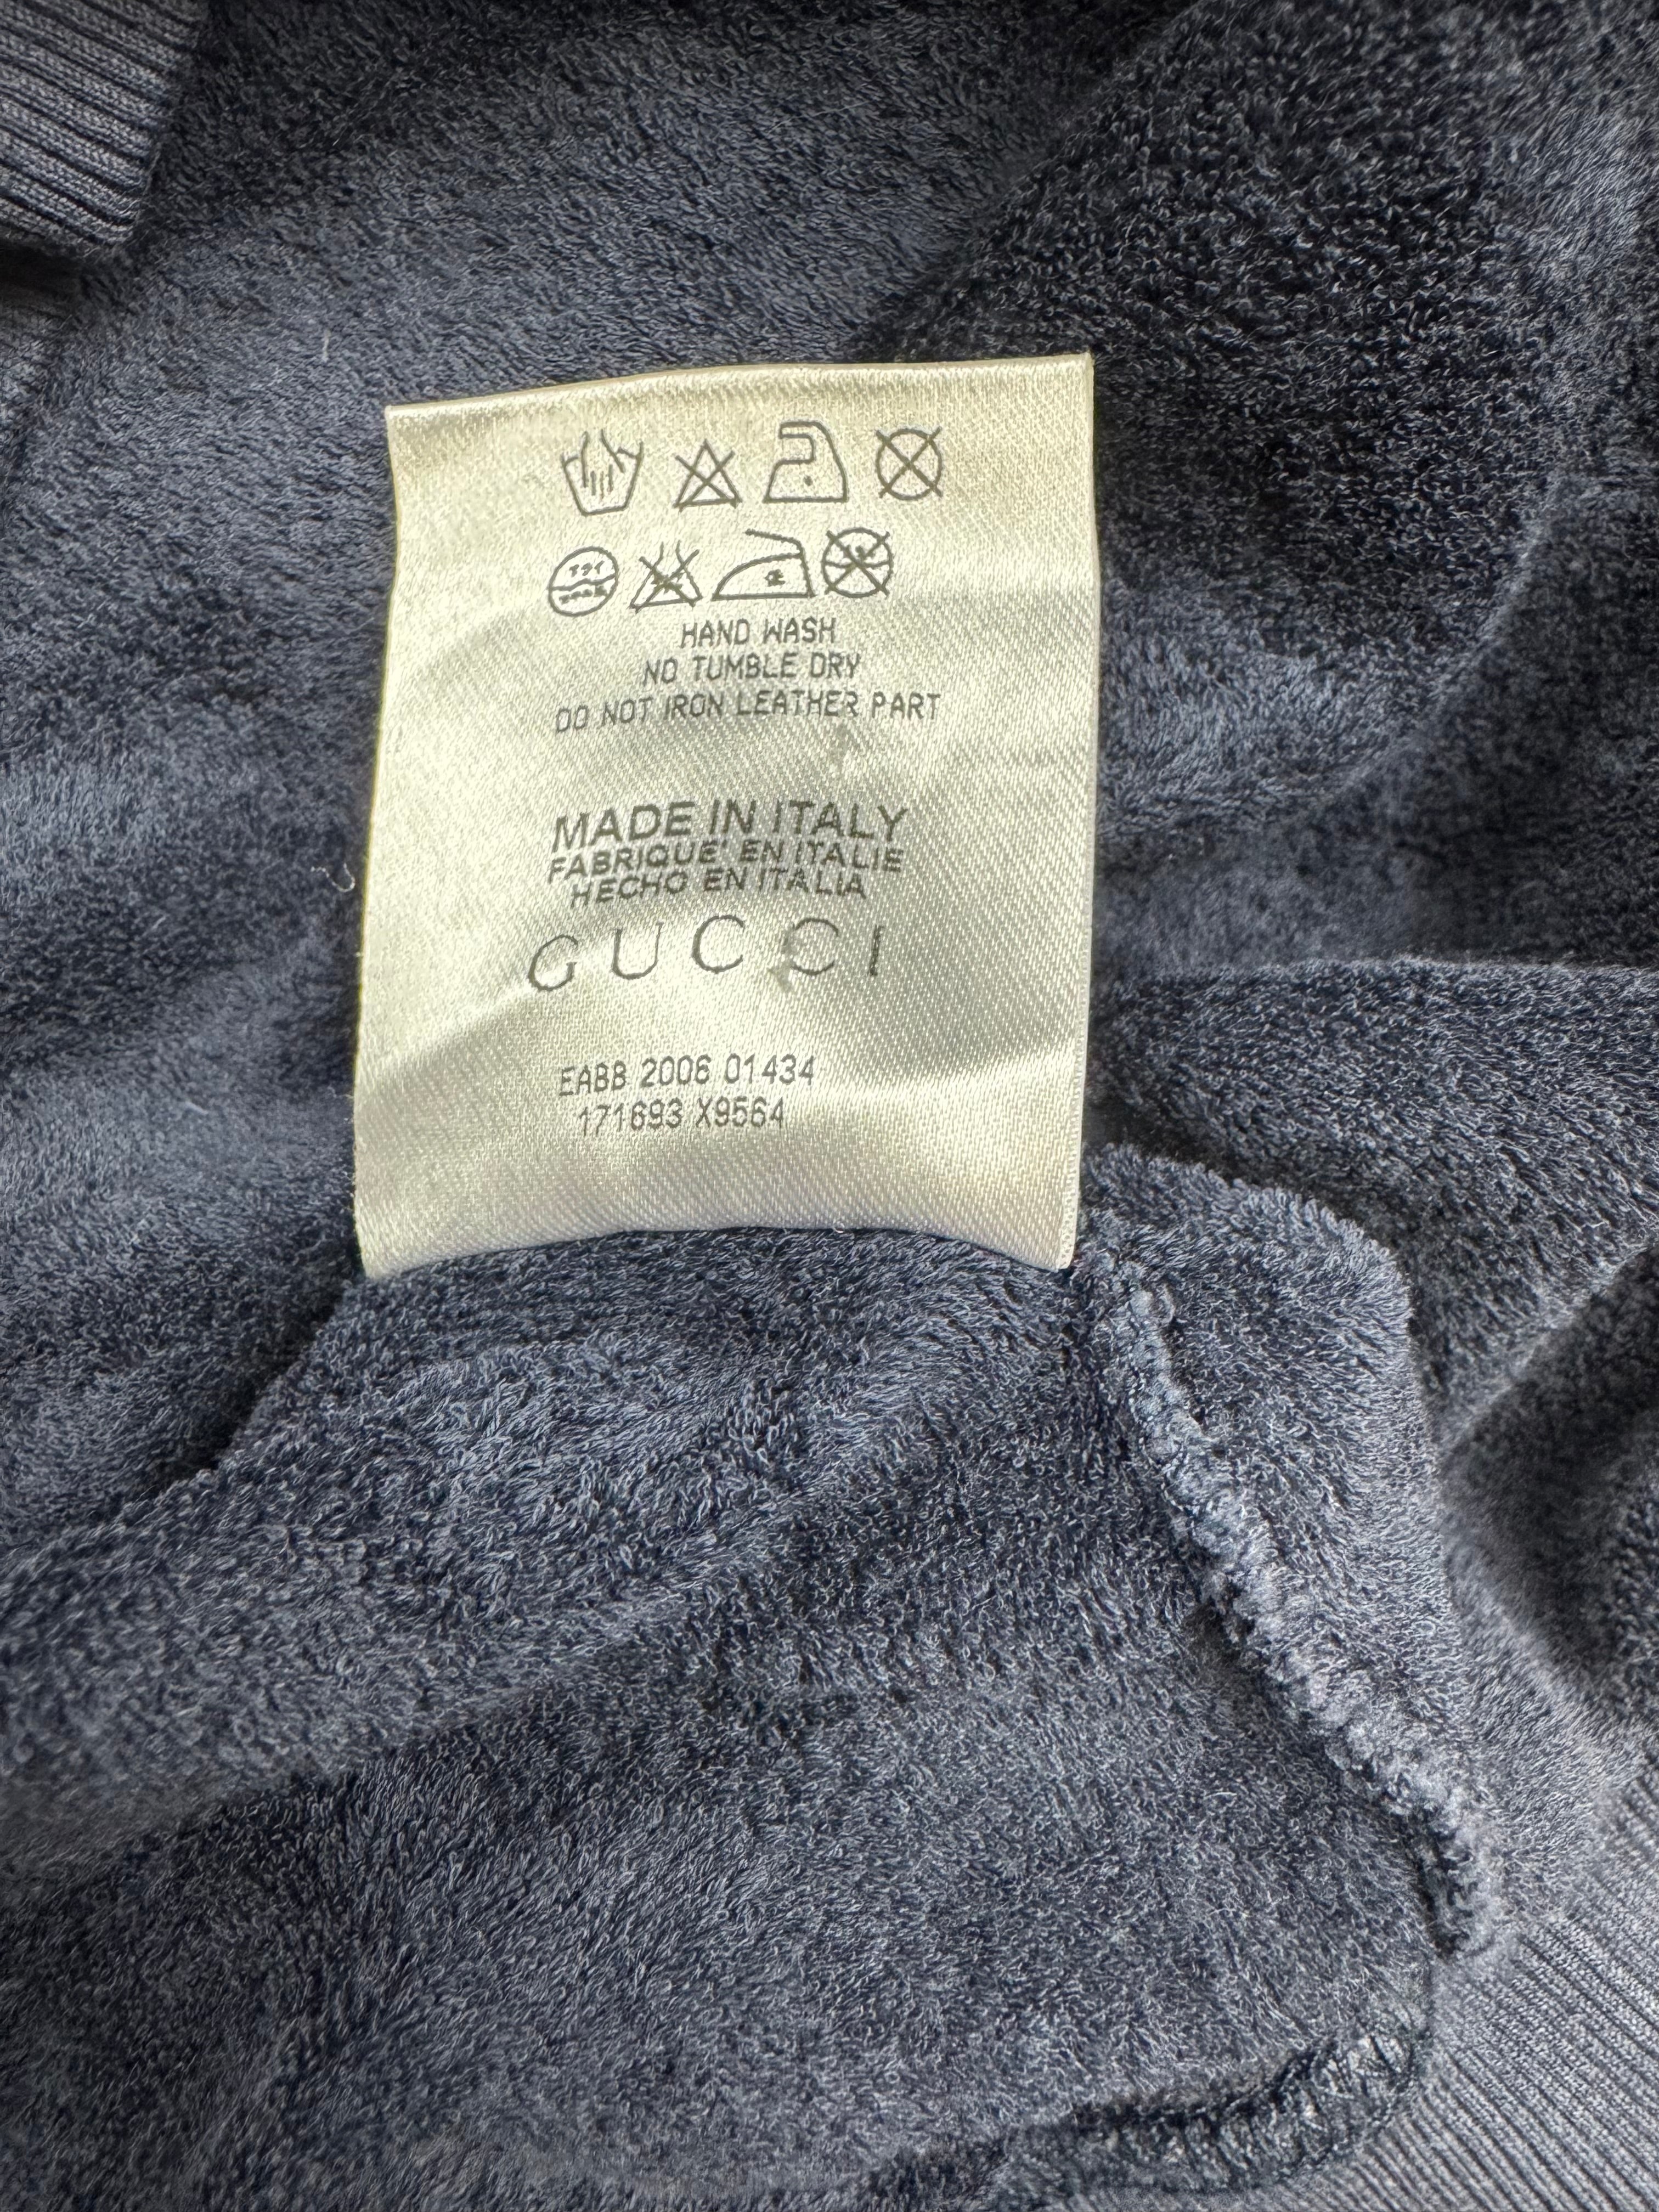 HAND WASH
NO TUMBLE DRY
DO NOT IRON LEATHER PART
MADE IN ITALY
FABRIQUE' EN ITALIE
HECHO EN ITALIA
GUCCI
EABB 2006 01434
171693 X9564